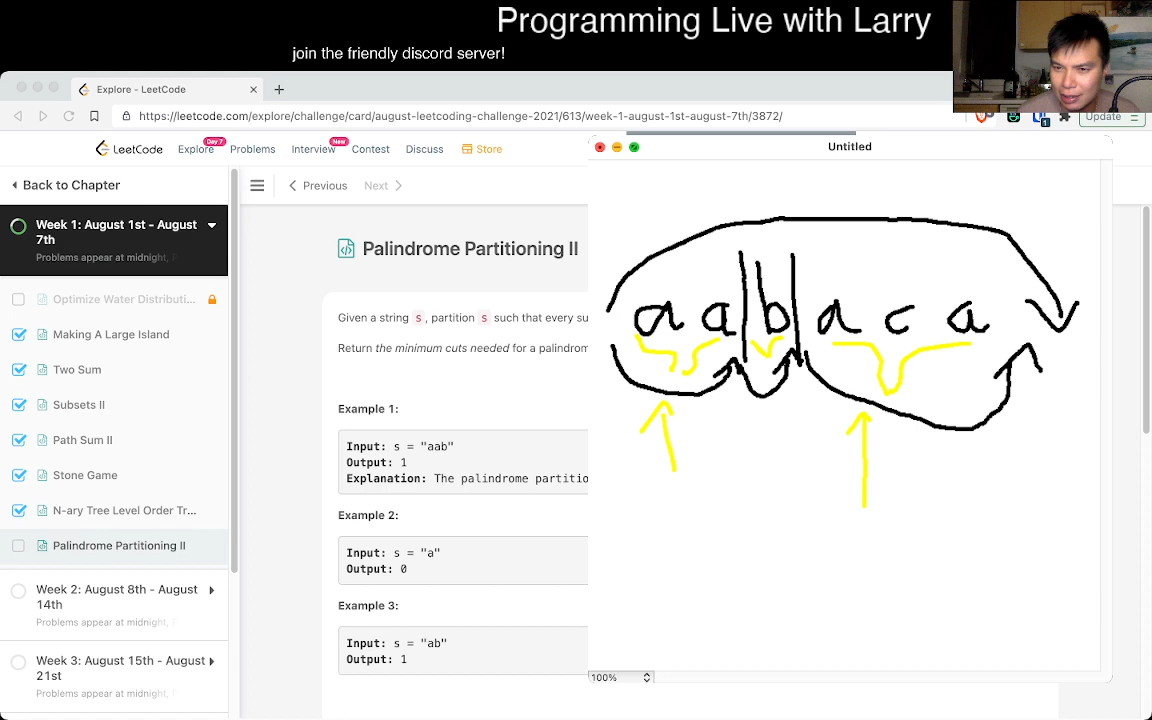 Programming Live with Larry
join the friendly discord server!
Explore - LeetCode
https://leetcode.com/explore/challenge/card/august-leetcoding-challenge-2021/613/week-1-august-1st-august-7th/3872/
Update
LeetCode
Explore
Day 7
Problems
Interview
New
Contest
Discuss
Store
Untitled
Back to Chapter
Previous
Next
Week 1: August 1st - August
7th
Problems appear at midnight,
Optimize Water Distributi...
Making A Large Island
Two Sum
Subsets II
Path Sum II
Stone Game
N-ary Tree Level Order Tr...
Palindrome Partitioning II
Week 2: August 8th - August
14th
Problems appear at midnight,
Week 3: August 15th - August
21st
Problems appear at midnight,
Palindrome Partitioning II
Given a string s, partition s such that every su
Return the minimum cuts needed for a palindrom
Example 1:
Input: s = "aab"
Output: 1
Explanation: The palindrome partitio
Example 2:
Input: s = "a"
Output: 0
Example 3:
Input: s = "ab"
Output: 1
a a | b | a c a
100%